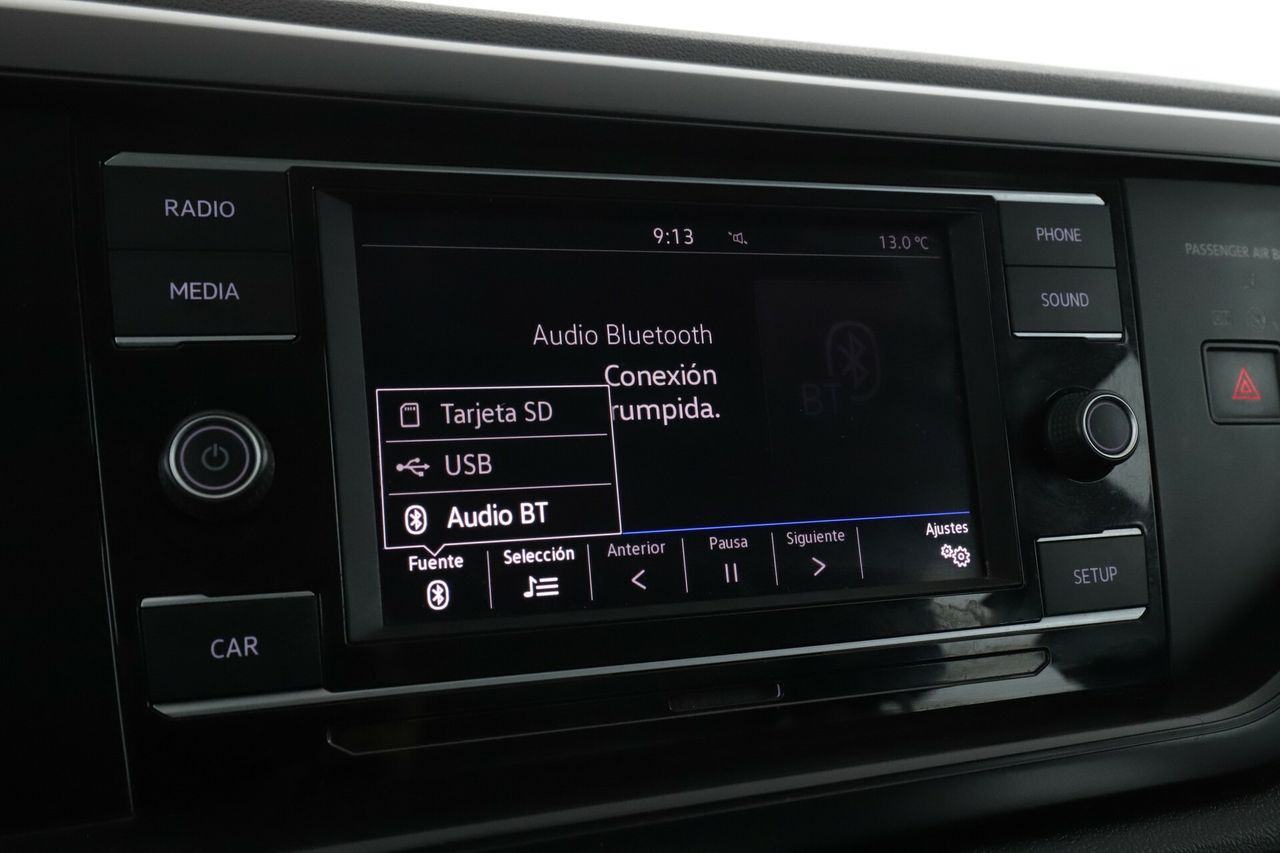 RADIO
MEDIA
CAR
9:13
13.0 °C
Audio Bluetooth
Conexión
rumpida.
BT
Tarjeta SD
USB
Audio BT
Fuente
Selección
Anterior
Pausa
Siguiente
Ajustes
PHONE
SOUND
SETUP
PASSENGER AIR B